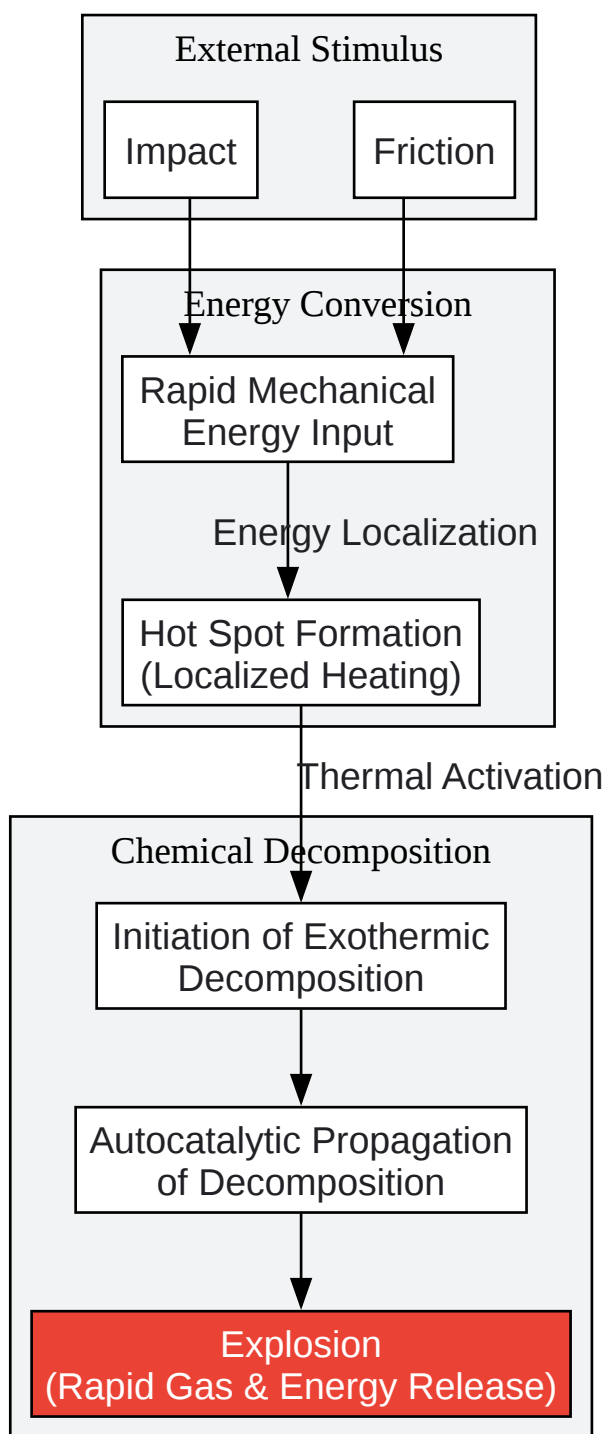 External Stimulus
Impact
Friction
Energy Conversion
Rapid Mechanical
Energy Input
Energy Localization
Hot Spot Formation
(Localized Heating)
Thermal Activation
Chemical Decomposition
Initiation of Exothermic
Decomposition
Autocatalytic Propagation
of Decomposition
Explosion
(Rapid Gas & Energy Release)